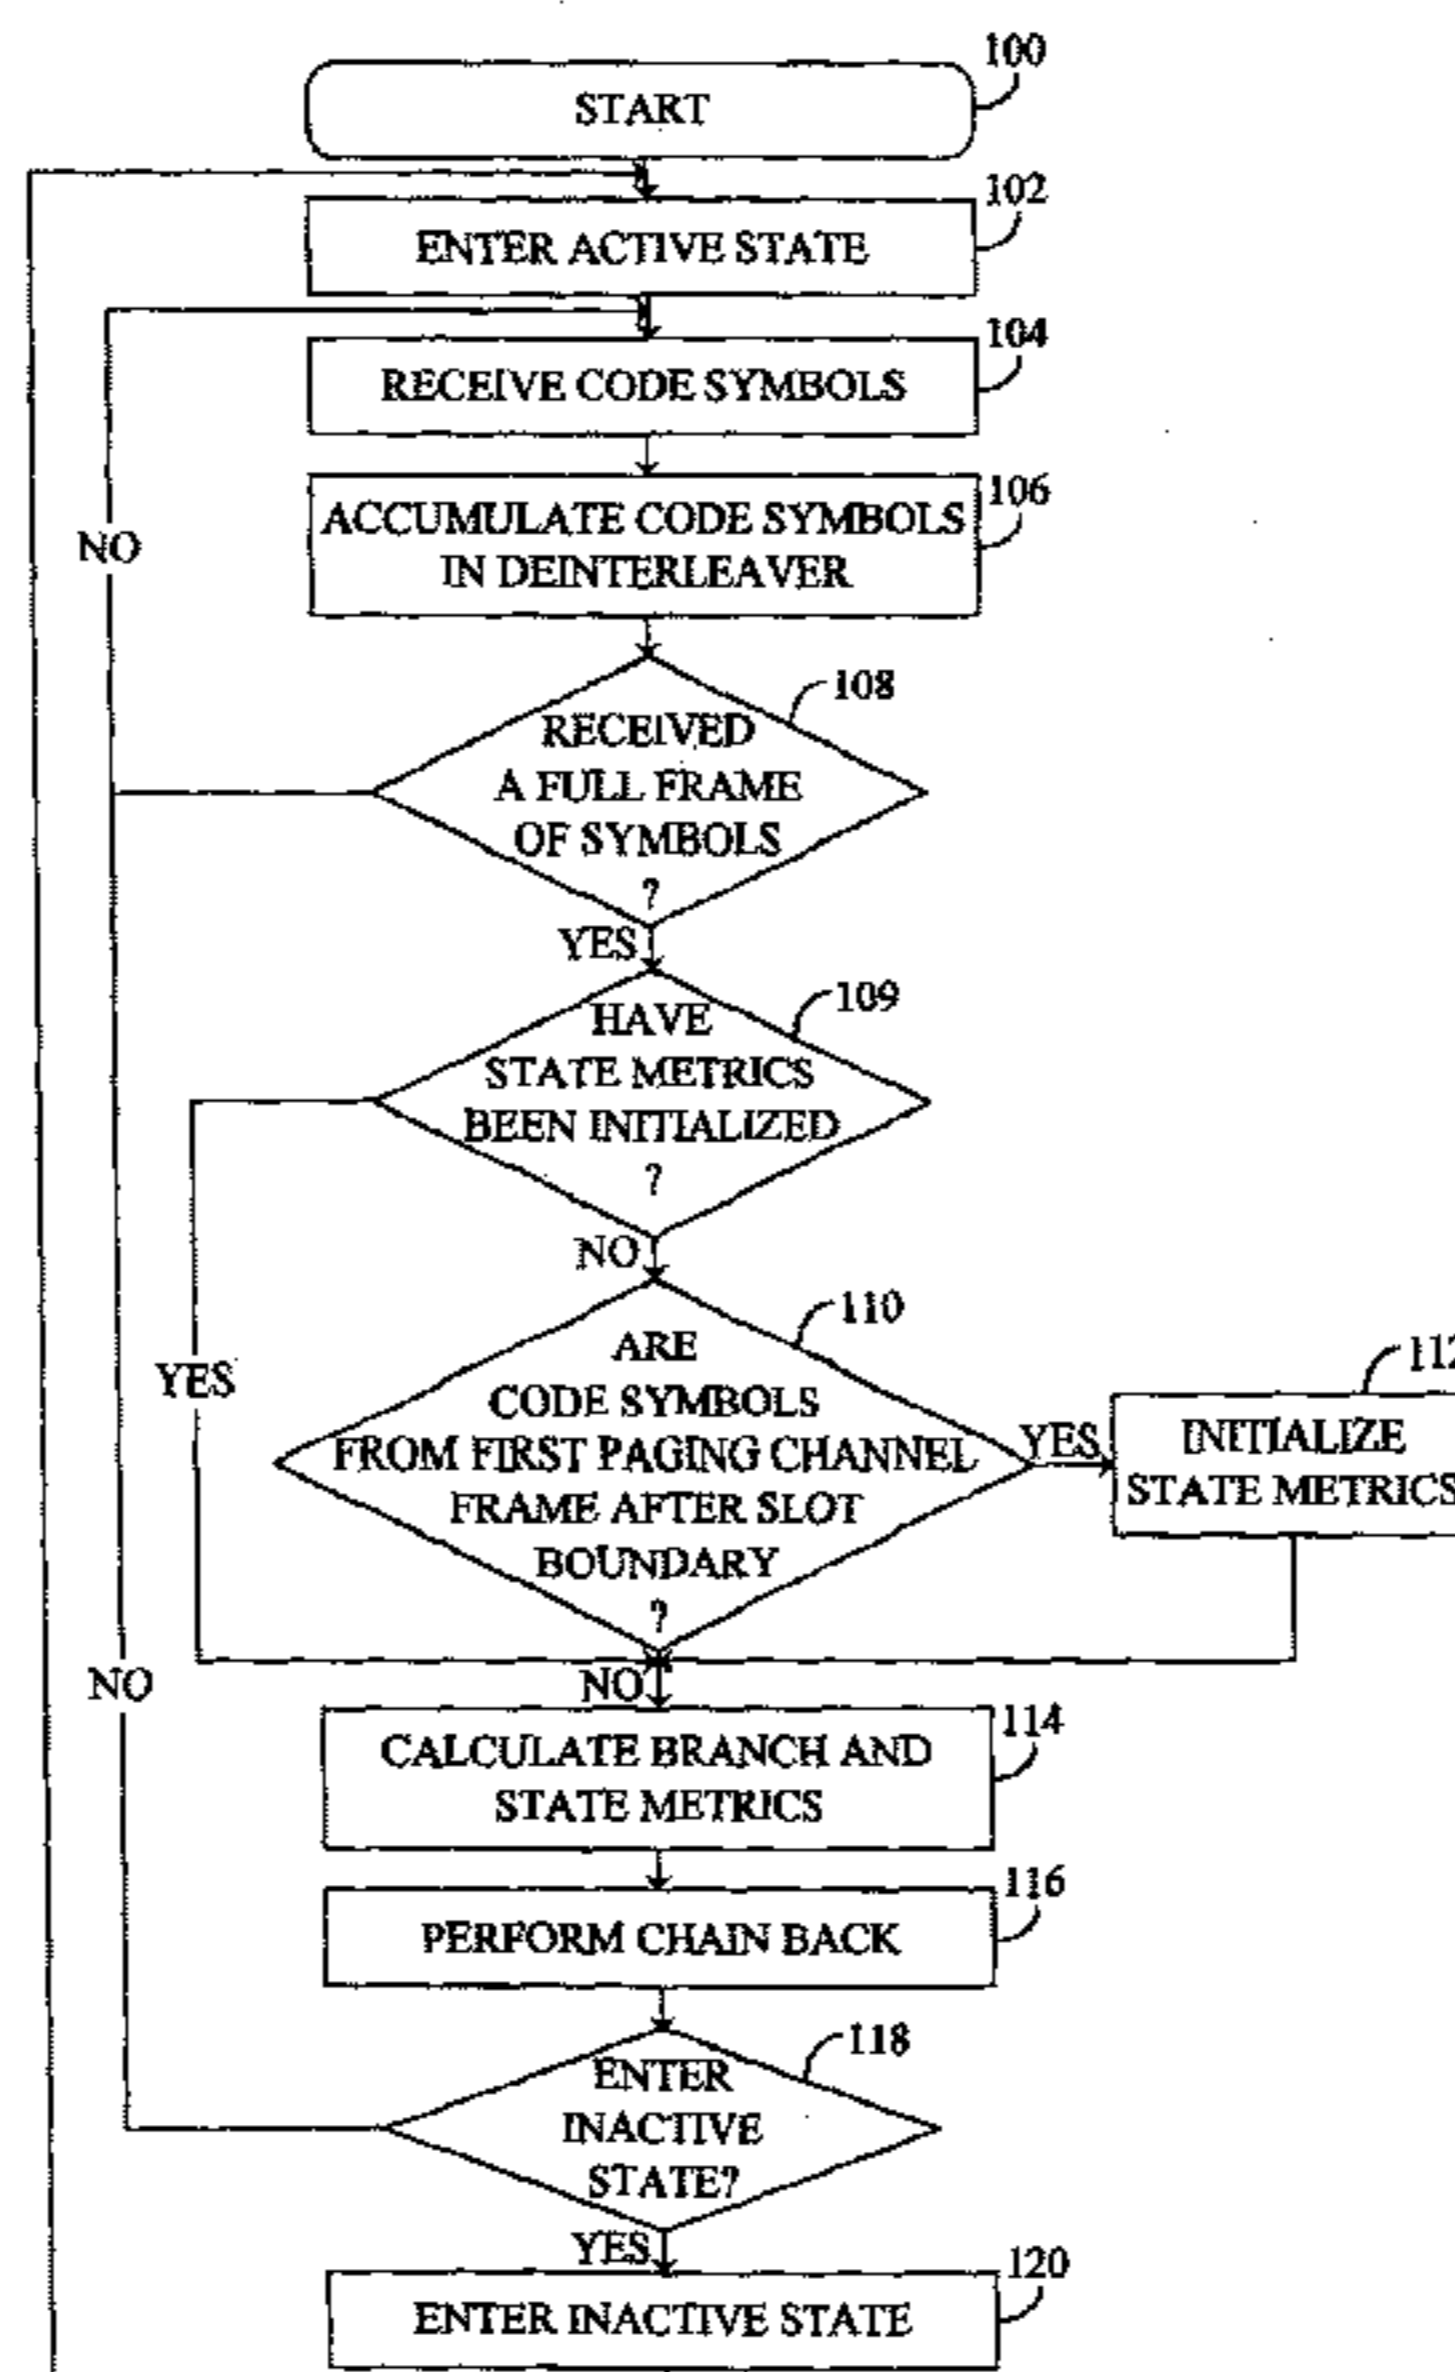 100
START
102
ENTER ACTIVE STATE
104
RECEIVE CODE SYMBOLS
106
ACCUMULATE CODE SYMBOLS
IN DEINTERLEAVER
NO
108
RECEIVED
A FULL FRAME
OF SYMBOLS
?
YES
109
HAVE
STATE METRICS
BEEN INITIALIZED
?
NO
110
ARE
CODE SYMBOLS
FROM FIRST PAGING CHANNEL
FRAME AFTER SLOT
BOUNDARY
?
YES
YES
112
INITIALIZE
STATE METRICS
NO
NO
114
CALCULATE BRANCH AND
STATE METRICS
116
PERFORM CHAIN BACK
118
ENTER
INACTIVE
STATE?
YES
120
ENTER INACTIVE STATE